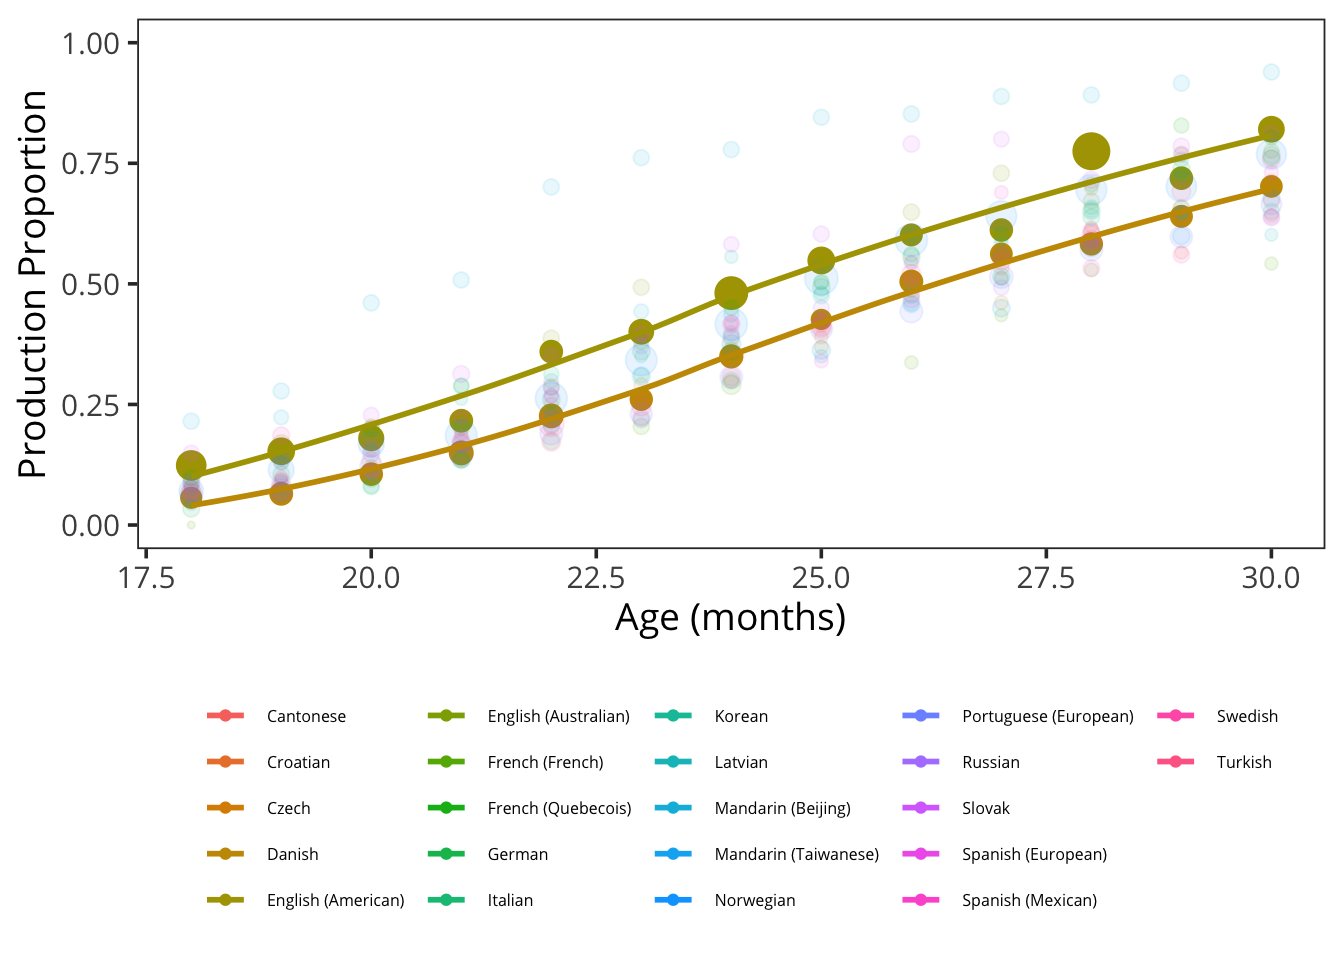 1.00
0.75
0.50
0.25
0.00
Production Proportion
17.5 20.0 22.5 25.0 27.5 30.0
Age (months)
Cantonese English (Australian) Korean Portuguese (European) Swedish
Croatian French (French) Latvian Russian Turkish
Czech French (Quebecois) Mandarin (Beijing) Slovak
Danish German Mandarin (Taiwanese) Spanish (European)
English (American) Italian Norwegian Spanish (Mexican)